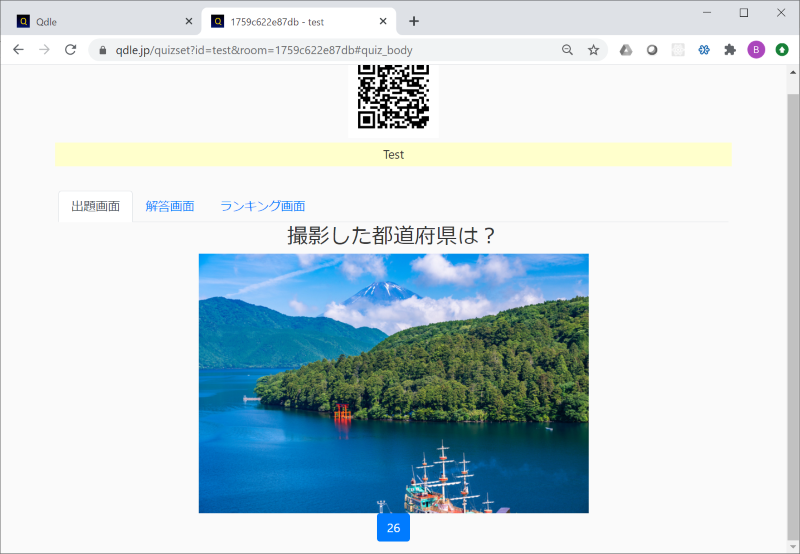 Qdle
1759c622e87db - test
qdle.jp/quizset?id=test&room=1759c622e87db#quiz_body
B
Test
出題画面
解答画面
ランキング画面
撮影した都道府県は？
26